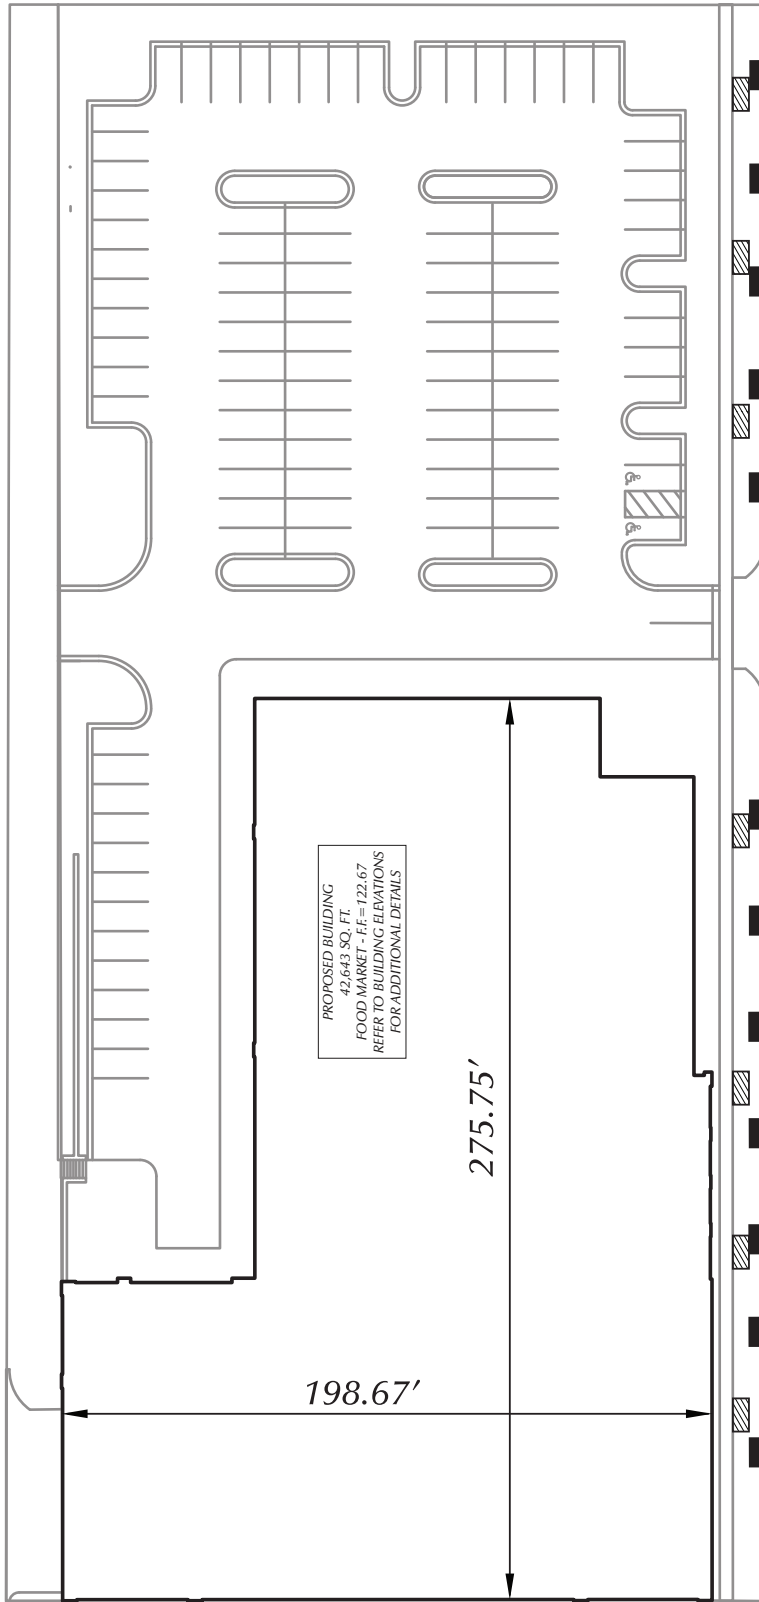 PROPOSED BUILDING
42,643 SQ. FT.
FOOD MARKET - F.F.=122.67
REFER TO BUILDING ELEVATIONS
FOR ADDITIONAL DETAILS
275.75'
198.67'